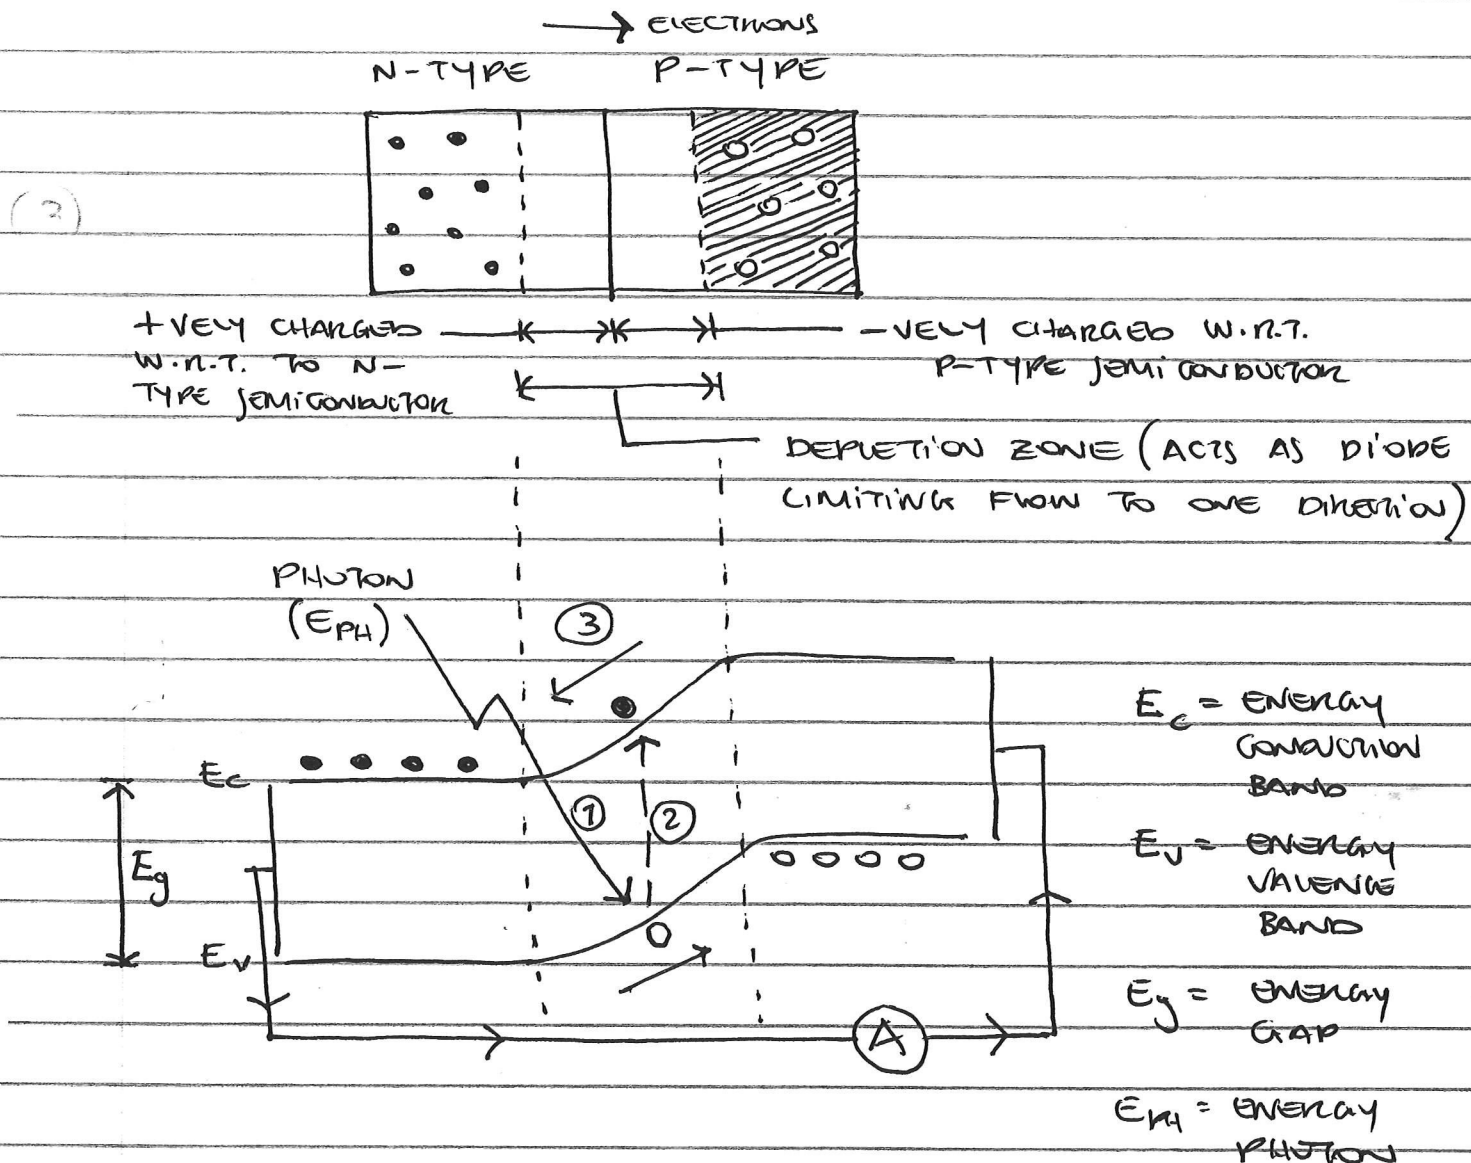 → ELECTRONS
N-TYPE P-TYPE
(3)
+VELY CHARGED
W.R.T. TO N-
TYPE SEMICONDUCTOR
-VELY CHARGED W.R.T.
P-TYPE SEMICONDUCTOR
DEPLETION ZONE (ACTS AS DIODE
LIMITING FLOW TO ONE DIRETION)
PHOTON
(EPH)
③
Ec
①
②
Eg
Ev
A
Ec = ENERGY
CONDUCTION
BAND
Ev = ENERGY
VALENCE
BAND
Eg = ENERGY
GAP
EPH = ENERGY
PHOTON